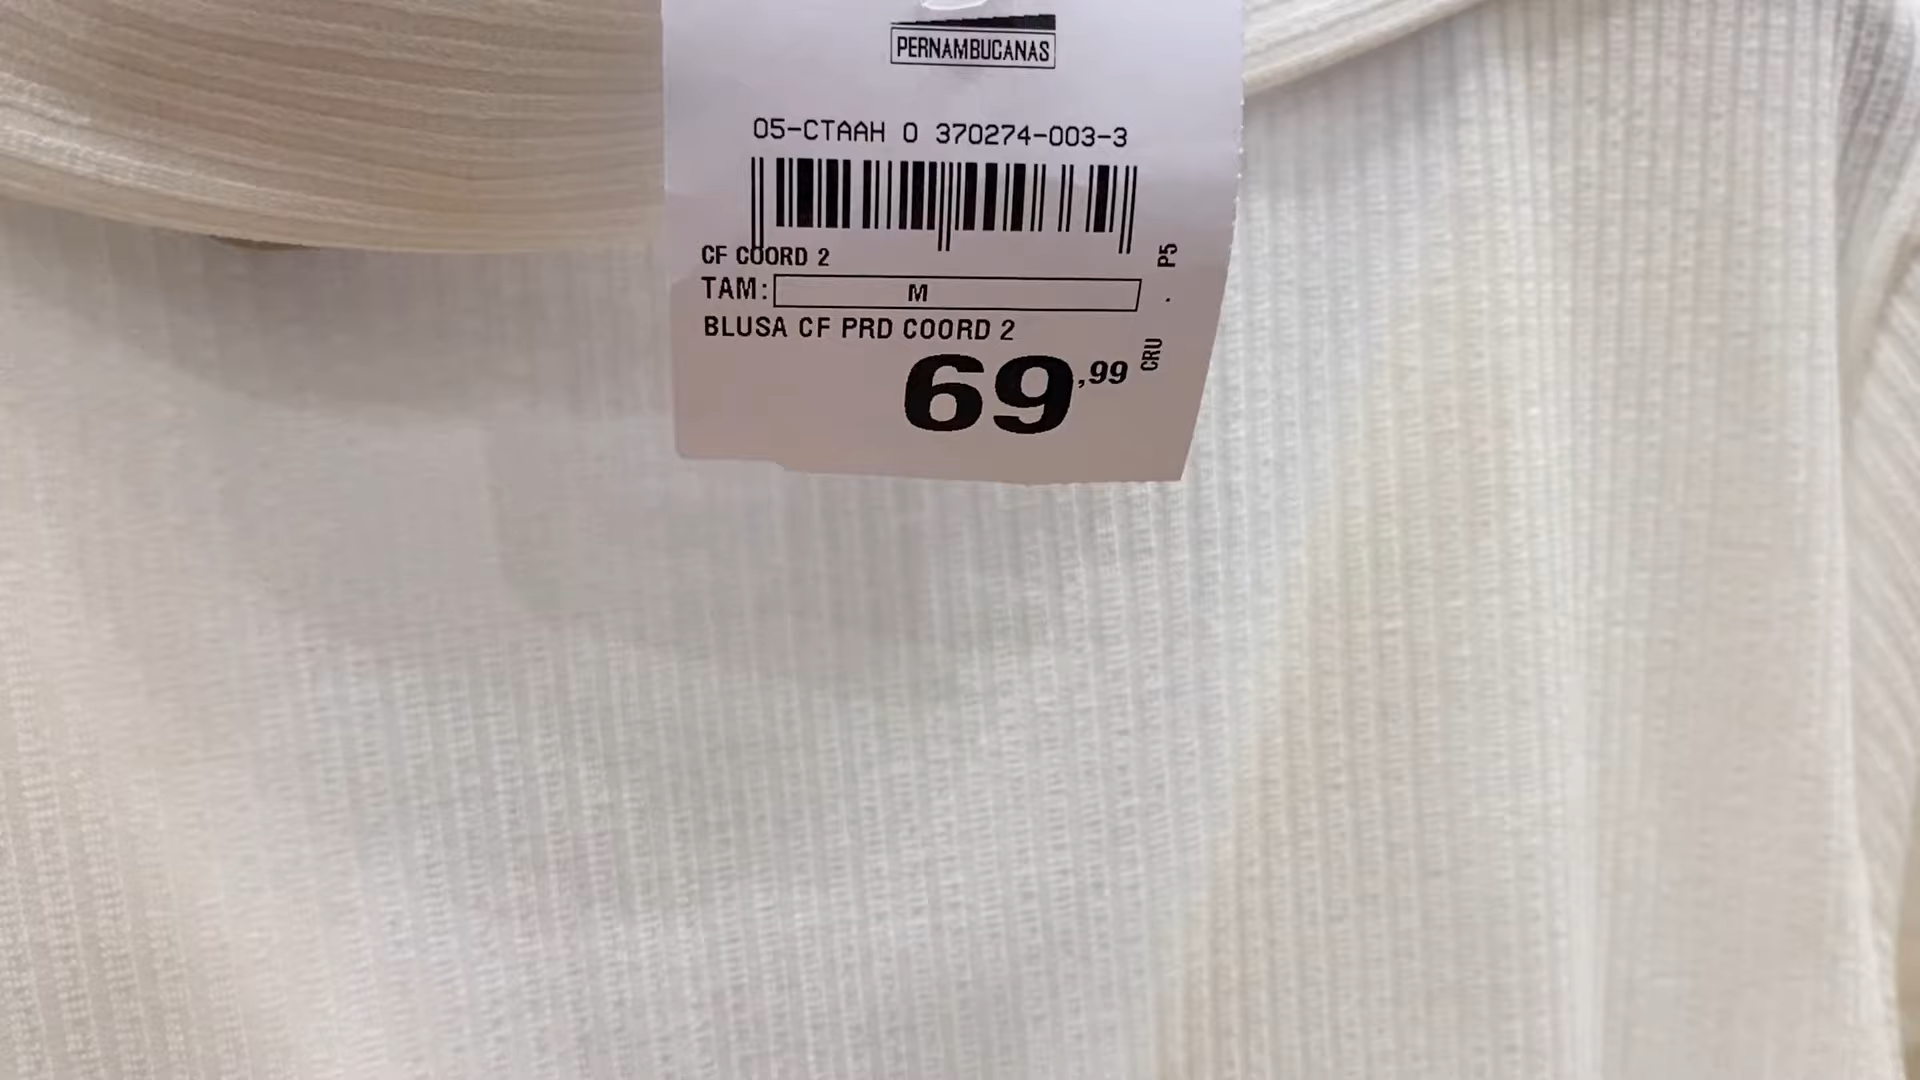 PERNAMBUCANAS
05-CTAAH 0 370274-003-3
CF COORD 2
TAM: M
BLUSA CF PRD COORD 2
69,99
CRU . P5